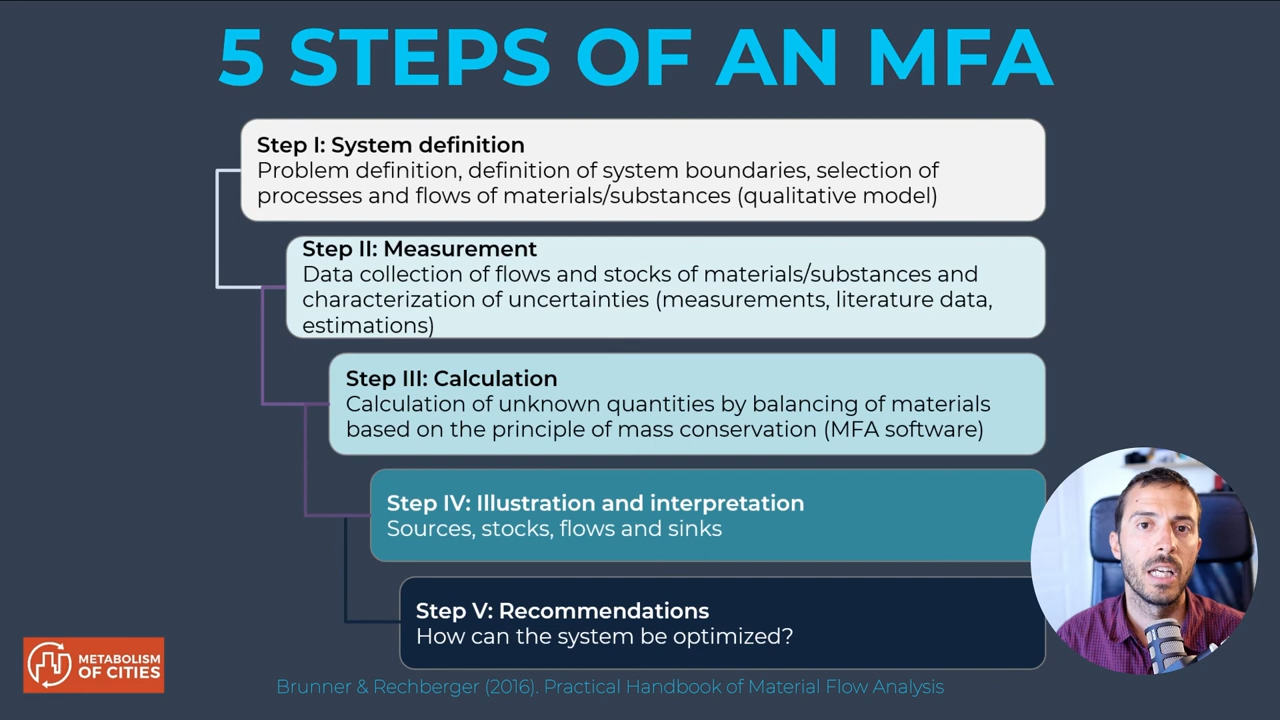 5 STEPS OF AN MFA
Step I: System definition
Problem definition, definition of system boundaries, selection of
processes and flows of materials/substances (qualitative model)
Step II: Measurement
Data collection of flows and stocks of materials/substances and
characterization of uncertainties (measurements, literature data,
estimations)
Step III: Calculation
Calculation of unknown quantities by balancing of materials
based on the principle of mass conservation (MFA software)
Step IV: Illustration and interpretation
Sources, stocks, flows and sinks
Step V: Recommendations
How can the system be optimized?
METABOLISM
OF CITIES
Brunner & Rechberger (2016). Practical Handbook of Material Flow Analysis